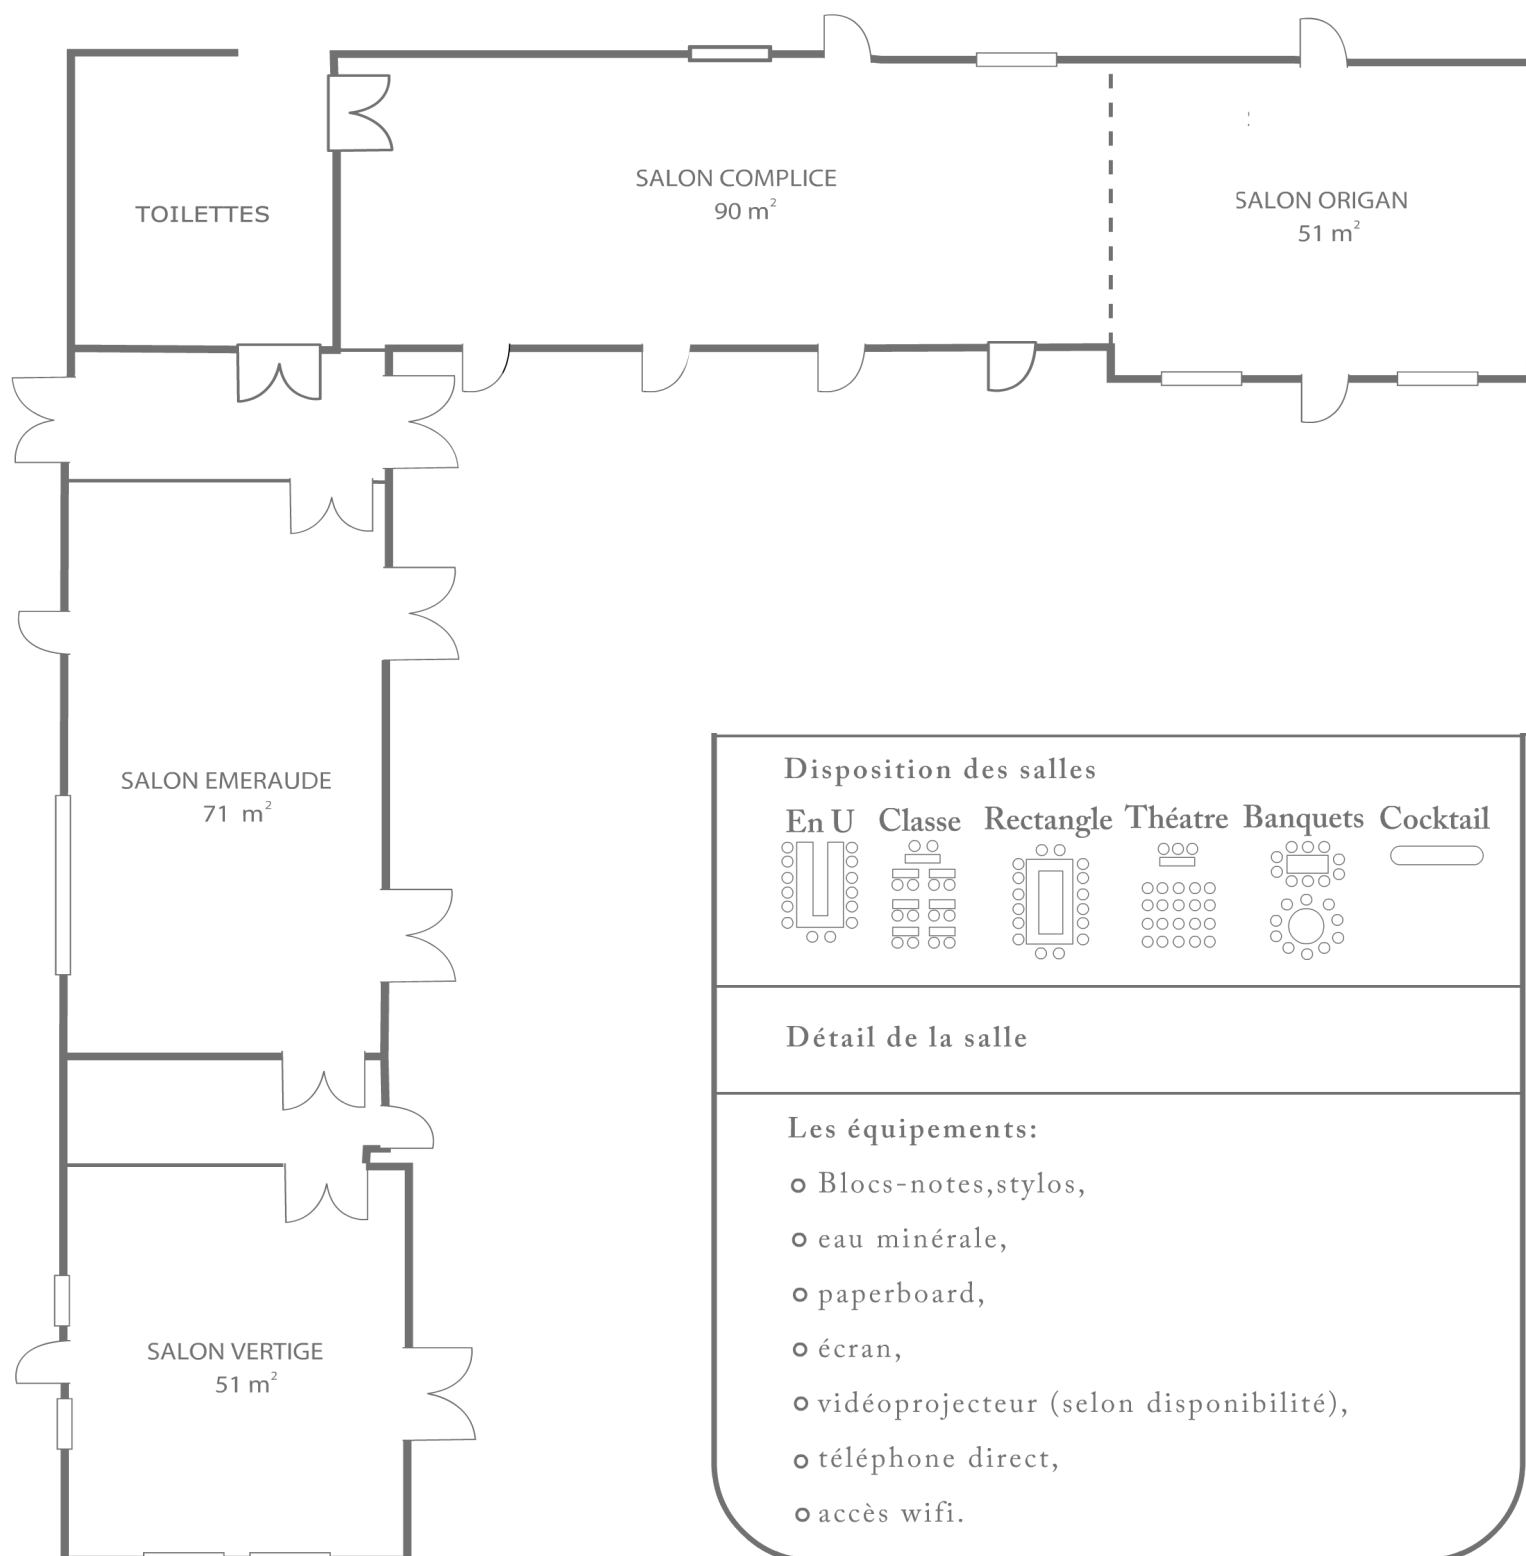 TOILETTES
SALON COMPLICE
90 m²
SALON ORIGAN
51 m²
SALON EMERAUDE
71 m²
SALON VERTIGE
51 m²
Disposition des salles
En U Classe Rectangle Théatre Banquets Cocktail
Détail de la salle
Les équipements:
Blocs-notes,stylos,
eau minérale,
paperboard,
écran,
vidéoprojecteur (selon disponibilité),
téléphone direct,
accès wifi.